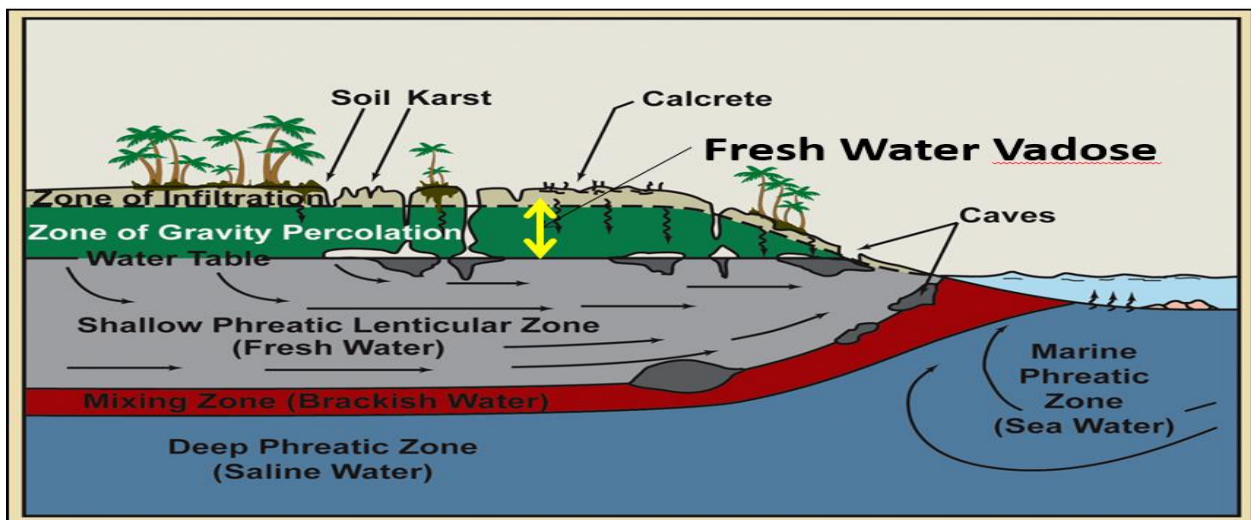 Soil Karst
Calcrete
Fresh Water Vadose
Zone of Infiltration
Zone of Gravity Percolation
Caves
Water Table
Shallow Phreatic Lenticular Zone
(Fresh Water)
Marine
Phreatic
Zone
(Sea Water)
Mixing Zone (Brackish Water)
Deep Phreatic Zone
(Saline Water)